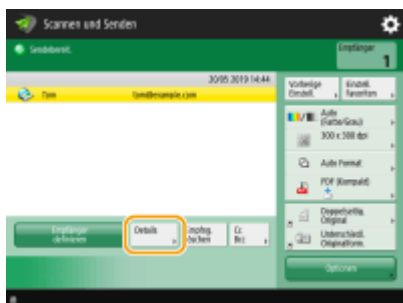 Scannen und Senden
Sendebereit.
Empfänger
1
20/05 2019 14:44
Tom
tom@example.com
Vorherige
Einstell.
Einstell.
Favoriten
Auto
(Farbe/Grau)
300 x 300 dpi
Auto Format
PDF (Kompakt)
Doppelseitig.
Original
Unterschiedl.
Originalform.
Empfänger
definieren
Details
Empfng.
löschen
Cc
Bcc
Optionen